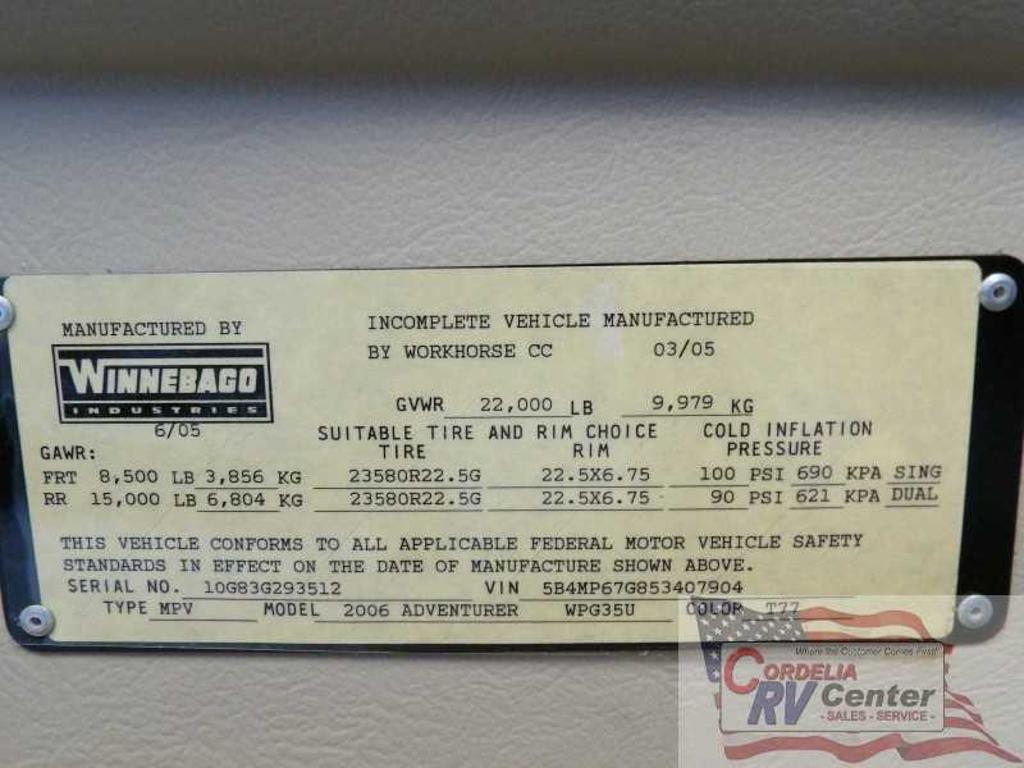 MANUFACTURED BY
INCOMPLETE VEHICLE MANUFACTURED
BY WORKHORSE CC 03/05
WINNEBAGO
INDUSTRIES
6/05
GVWR 22,000 LB 9,979 KG
SUITABLE TIRE AND RIM CHOICE COLD INFLATION
GAWR: TIRE RIM PRESSURE
FRT 8,500 LB 3,856 KG 23580R22.5G 22.5X6.75 100 PSI 690 KPA SING
RR 15,000 LB 6,804 KG 23580R22.5G 22.5X6.75 90 PSI 621 KPA DUAL
THIS VEHICLE CONFORMS TO ALL APPLICABLE FEDERAL MOTOR VEHICLE SAFETY
STANDARDS IN EFFECT ON THE DATE OF MANUFACTURE SHOWN ABOVE.
SERIAL NO. 10G83G293512 VIN 5B4MP67G853407904
TYPE MPV MODEL 2006 ADVENTURER WPG35U COLOR T77
Where the Customer Comes First!
CORDELIA
RV Center
- SALES - SERVICE -